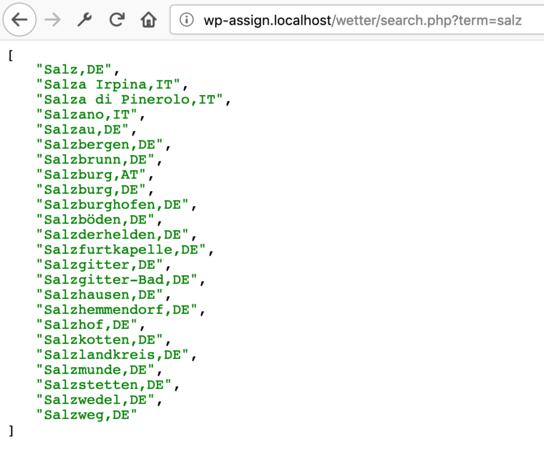 wp-assign.localhost/wetter/search.php?term=salz
[
"Salz,DE",
"Salza Irpina,IT",
"Salza di Pinerolo,IT",
"Salzano,IT",
"Salzau,DE",
"Salzbergen,DE",
"Salzbrunn,DE",
"Salzburg,AT",
"Salzburg,DE",
"Salzburghofen,DE",
"Salzböden,DE",
"Salzderhelden,DE",
"Salzfurtkapelle,DE",
"Salzgitter,DE",
"Salzgitter-Bad,DE",
"Salzhausen,DE",
"Salzhemmendorf,DE",
"Salzhof,DE",
"Salzkotten,DE",
"Salzlandkreis,DE",
"Salzmunde,DE",
"Salzstetten,DE",
"Salzwedel,DE",
"Salzweg,DE"
]